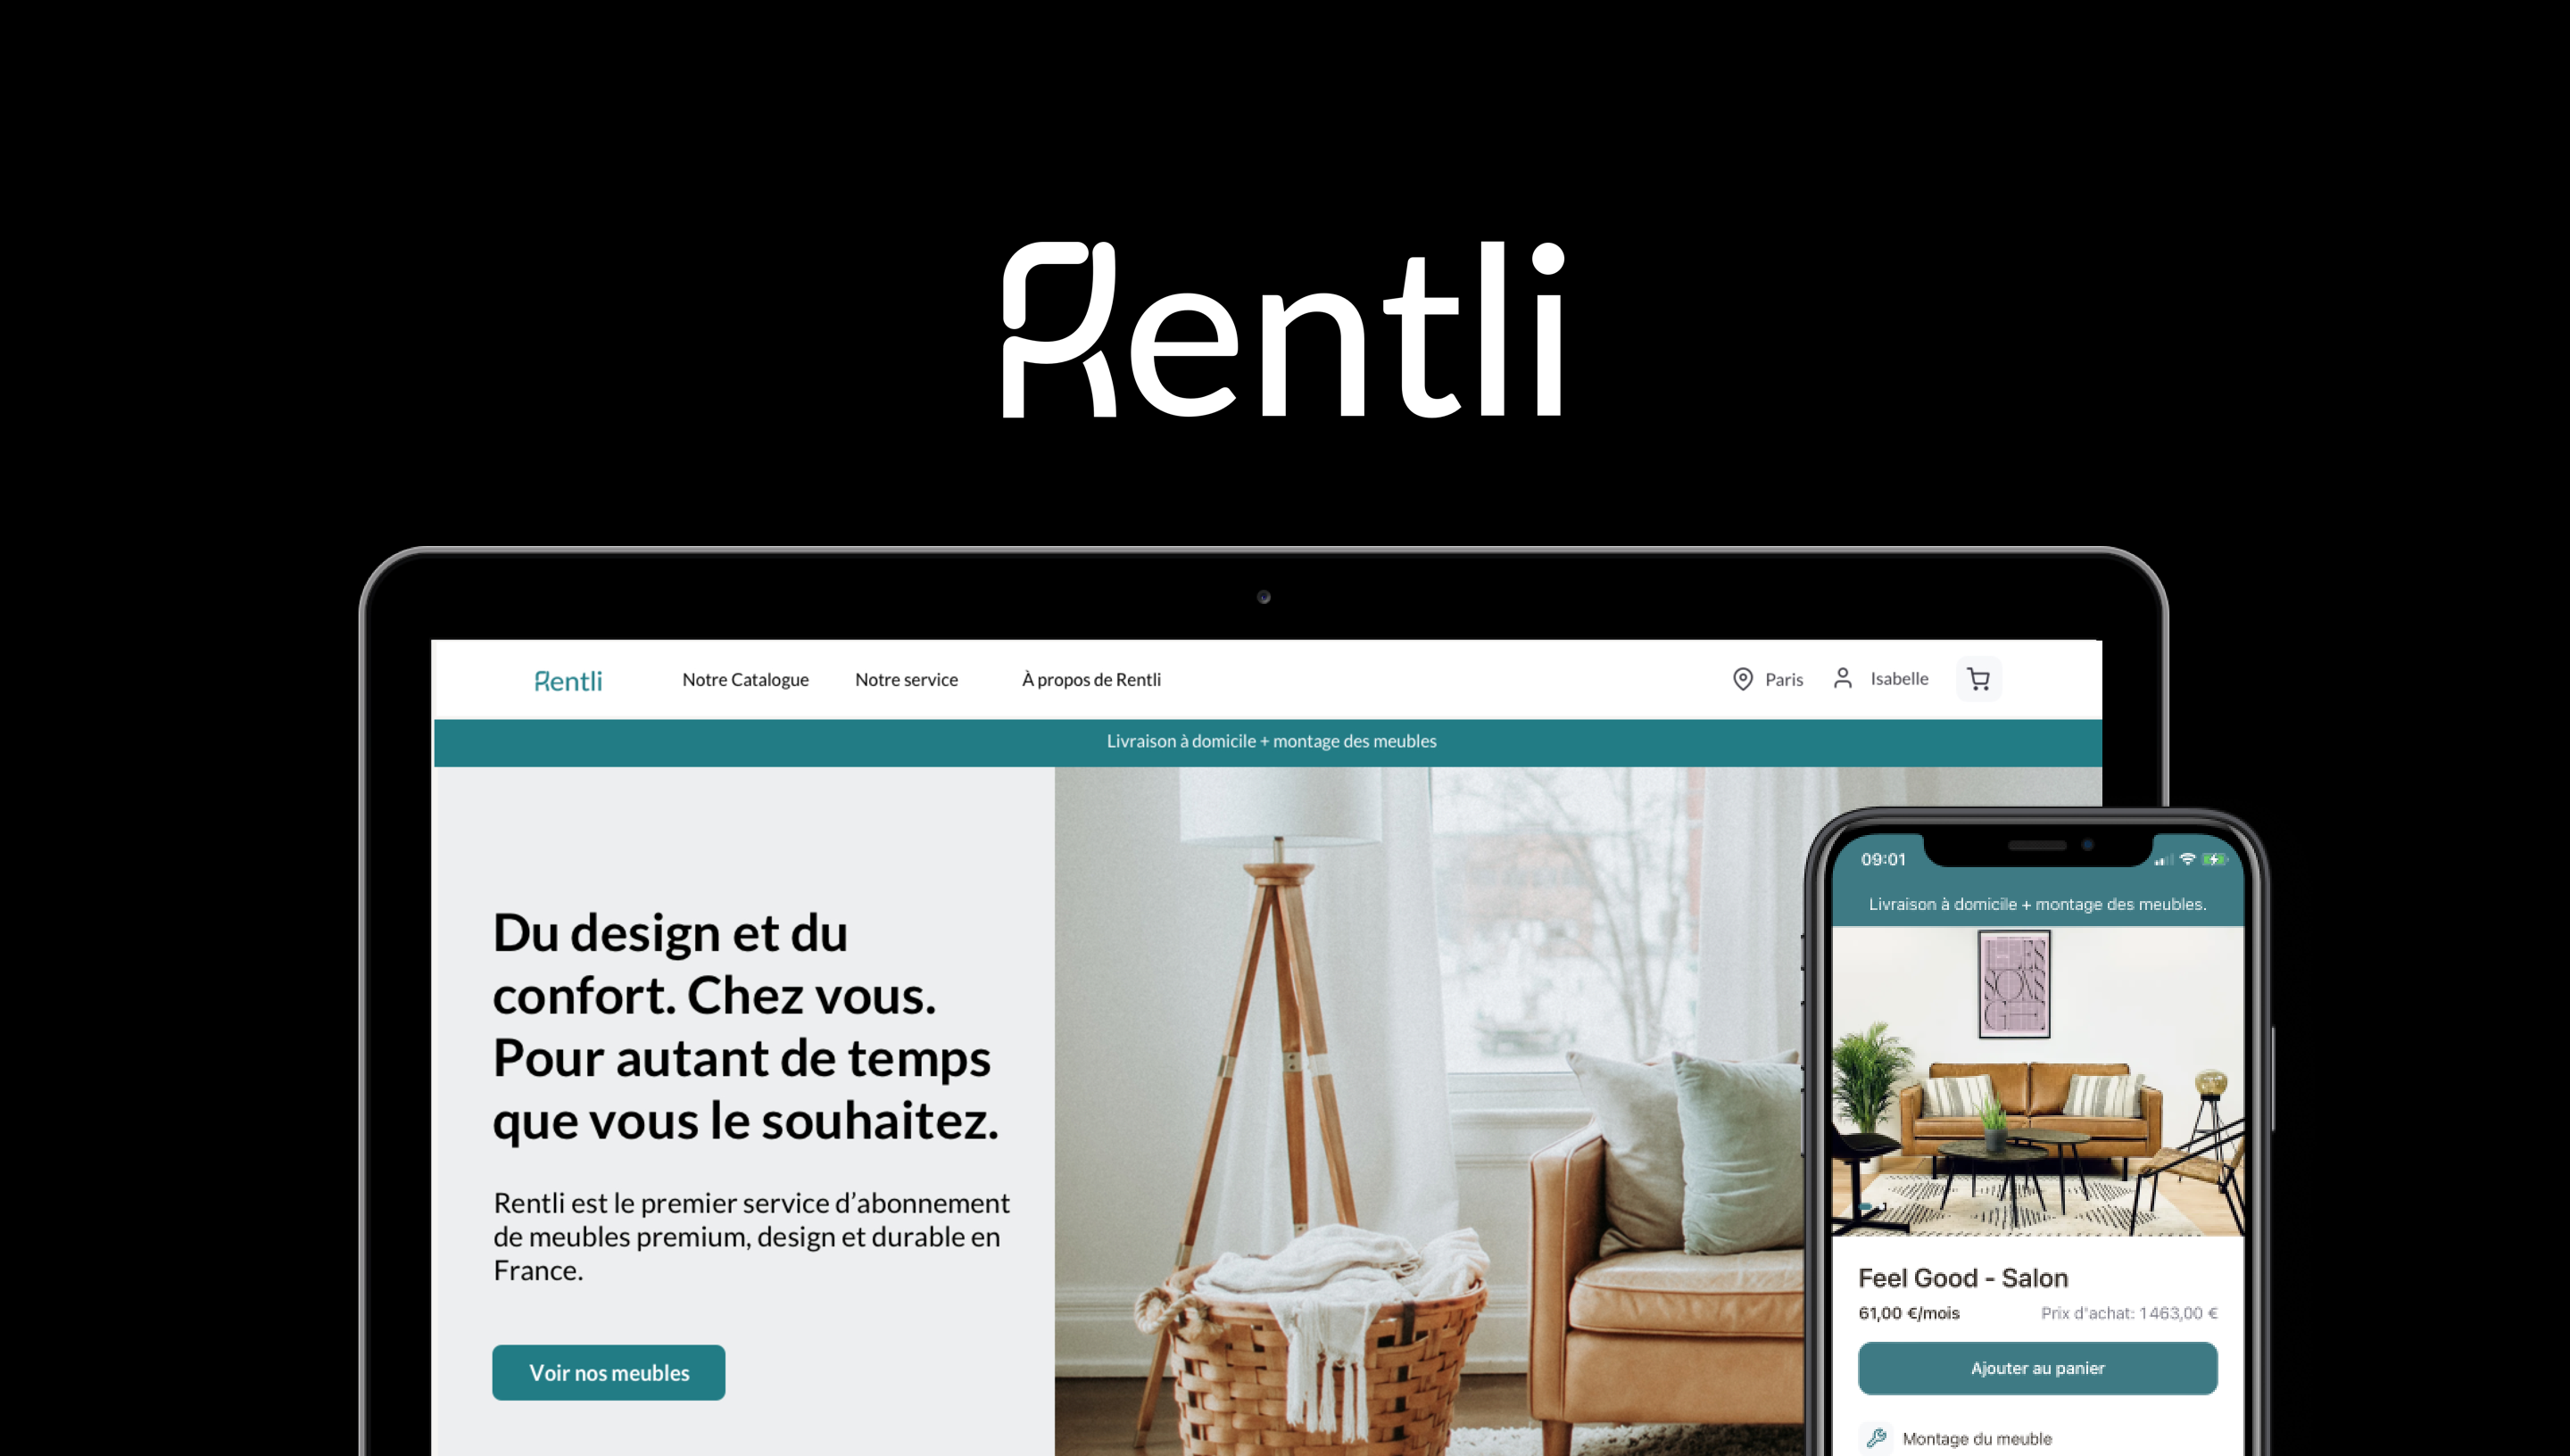 Rentli
Rentli
Notre Catalogue
Notre service
À propos de Rentli
Paris
Isabelle
Livraison à domicile + montage des meubles
Du design et du
confort. Chez vous.
Pour autant de temps
que vous le souhaitez.
Rentli est le premier service d’abonnement
de meubles premium, design et durable en
France.
Voir nos meubles
09:01
Livraison à domicile + montage des meubles.
Feel Good - Salon
61,00 €/mois
Prix d'achat: 1 463,00 €
Ajouter au panier
Montage du meuble